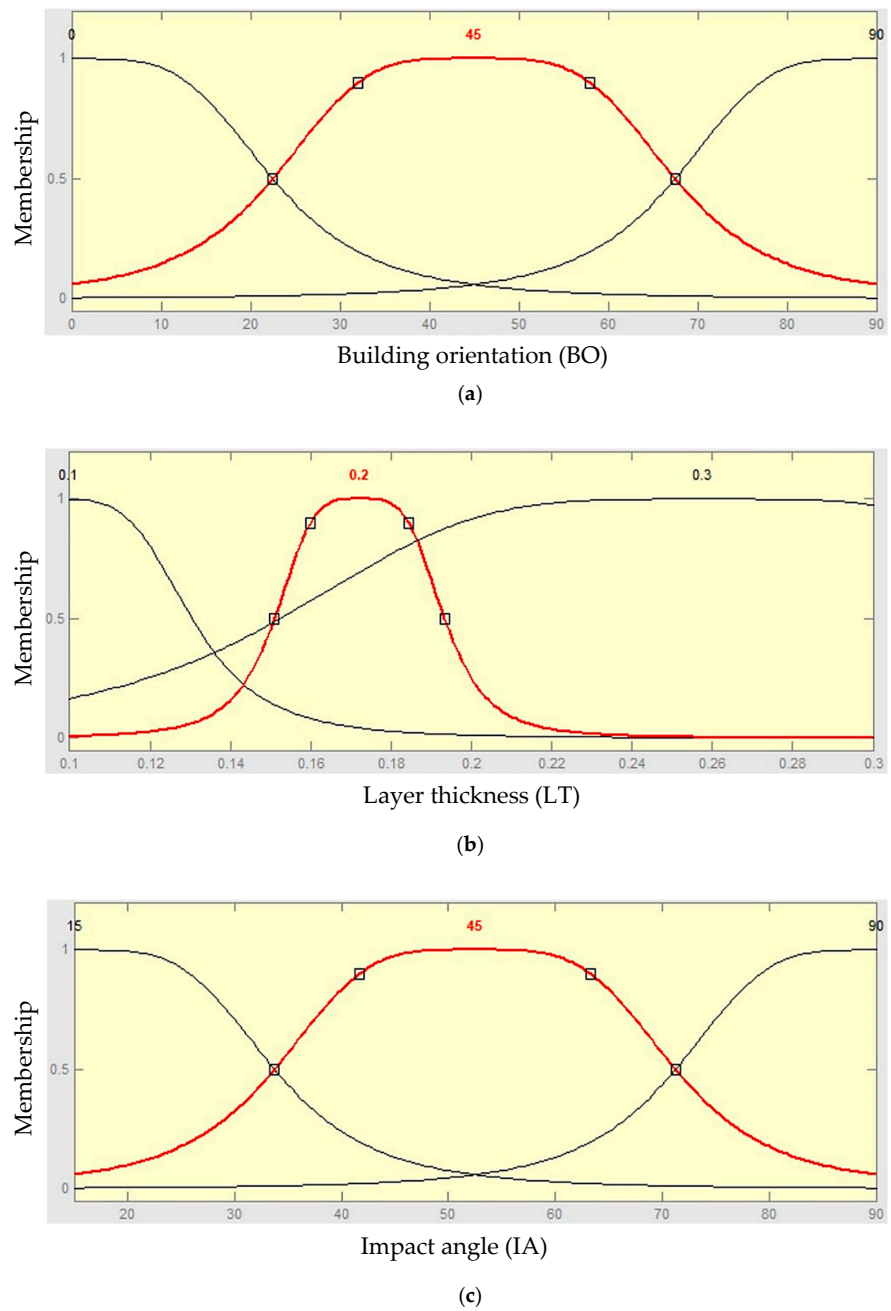 0 45 90
1
0.5
0
Membership
0 10 20 30 40 50 60 70 80 90
Building orientation (BO)
(a)
0.1 0.2 0.3
1
0.5
0
Membership
0.1 0.12 0.14 0.16 0.18 0.2 0.22 0.24 0.26 0.28 0.3
Layer thickness (LT)
(b)
15 45 90
1
0.5
0
Membership
20 30 40 50 60 70 80 90
Impact angle (IA)
(c)